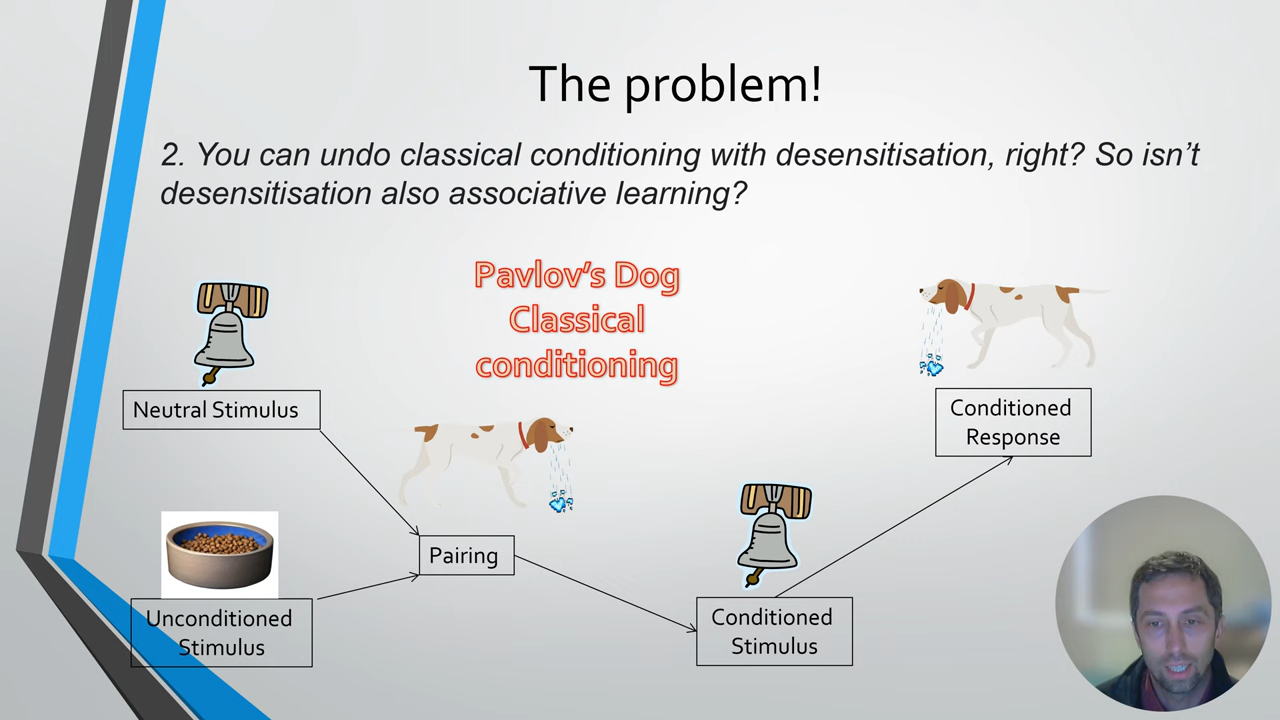 The problem!
2. You can undo classical conditioning with desensitisation, right? So isn’t
desensitisation also associative learning?
Pavlov’s Dog
Classical
conditioning
Neutral Stimulus
Conditioned
Response
Pairing
Unconditioned
Stimulus
Conditioned
Stimulus